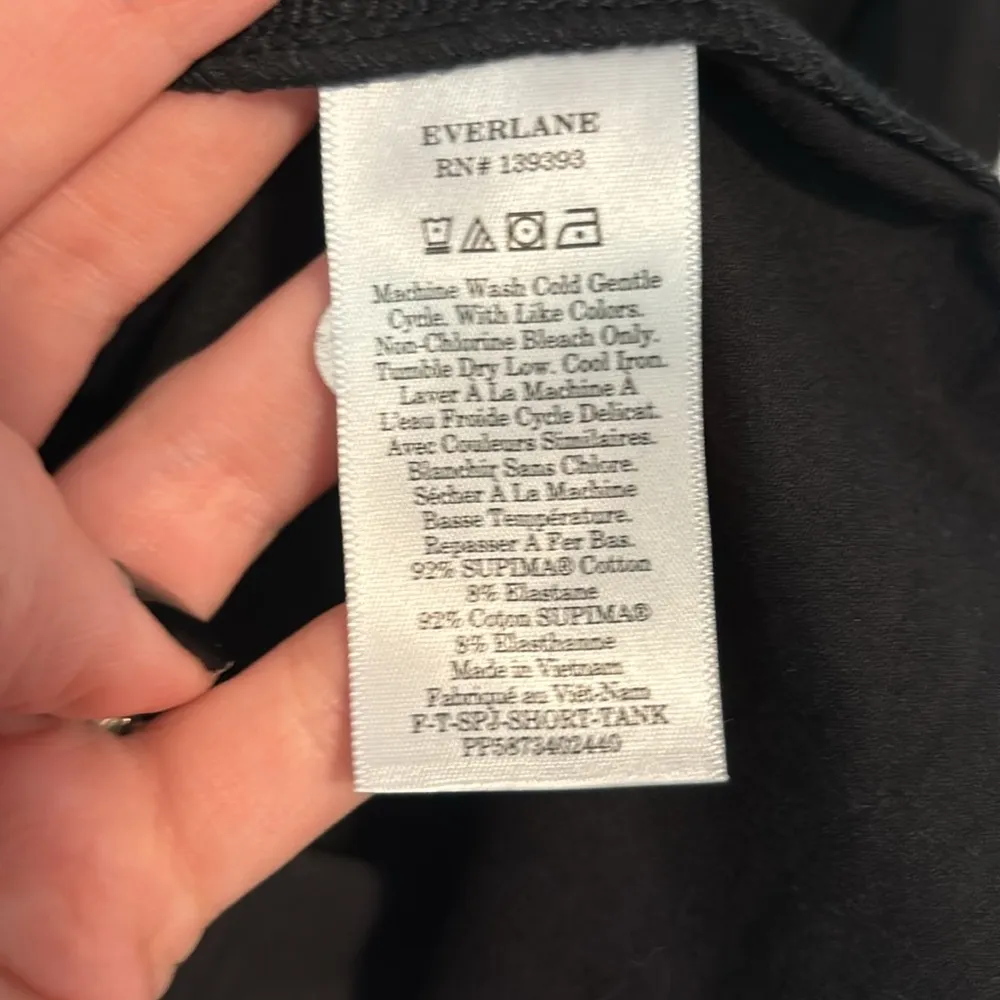 EVERLANE
RN# 139393
Machine Wash Cold Gentle
Cycle. With Like Colors.
Non-Chlorine Bleach Only.
Tumble Dry Low. Cool Iron.
Laver À La Machine À
L'eau Froide Cycle Delicat.
Avec Couleurs Similaires.
Blanchir Sans Chlore.
Sécher À La Machine
Basse Température.
Repasser À Fer Bas.
92% SUPIMA® Cotton
8% Elastane
92% Coton SUPIMA®
8% Elasthanne
Made in Vietnam
Fabriqué au Viêt-Nam
F-T-SPJ-SHORT-TANK
PP5873402440